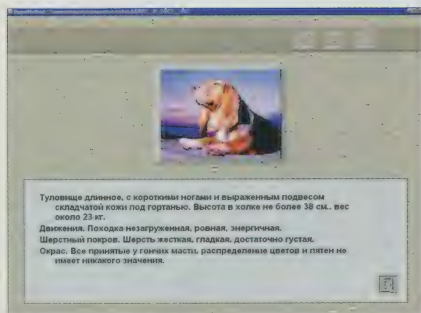 Туловище длинное, с короткими ногами и выраженным подвесом
складчатой кожи под гортанью. Высота в холке не более 38 см., вес
около 23 кг.
Движения. Походка незагруженная, ровная, энергичная.
Шерстный покров. Шерсть жесткая, гладкая, достаточно густая.
Окрас. Все принятые у гончих масти, распределение цветов и пятен не
имеет никакого значения.